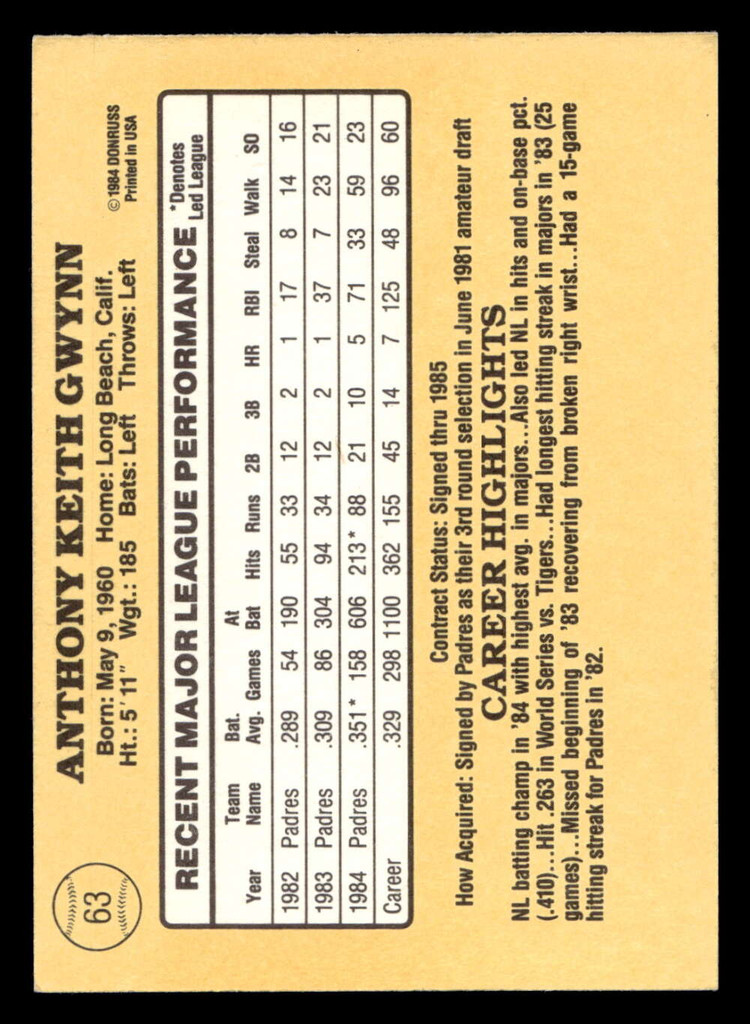 63
ANTHONY KEITH GWYNN
Born: May 9, 1960 Home: Long Beach, Calif.
Ht.: 5'11" Wgt.: 185 Bats: Left Throws: Left
© 1984 DONRUSS
Printed in USA
RECENT MAJOR LEAGUE PERFORMANCE
*Denotes
Led League
Year Team Name Bat. Avg. Games At Bat Hits Runs 2B 3B HR RBI Steal Walk SO
1982 Padres .289 54 190 55 33 12 2 1 17 8 14 16
1983 Padres .309 86 304 94 34 12 2 1 37 7 23 21
1984 Padres .351* 158 606 213* 88 21 10 5 71 33 59 23
Career .329 298 1100 362 155 45 14 7 125 48 96 60
Contract Status: Signed thru 1985
How Acquired: Signed by Padres as their 3rd round selection in June 1981 amateur draft
CAREER HIGHLIGHTS
NL batting champ in '84 with highest avg. in majors...Also led NL in hits and on-base pct.
(.410)...Hit .263 in World Series vs. Tigers...Had longest hitting streak in majors in '83 (25
games)...Missed beginning of '83 recovering from broken right wrist...Had a 15-game
hitting streak for Padres in '82.